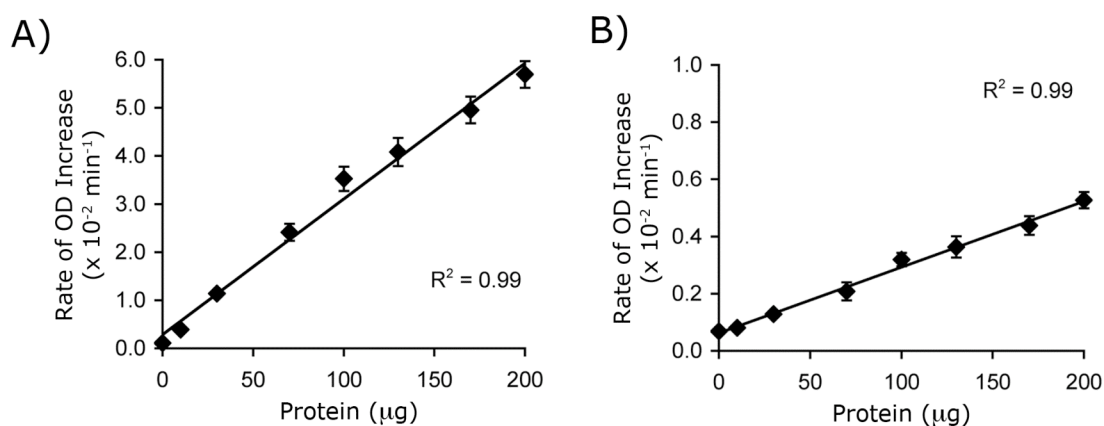 A)
Rate of OD Increase
(x 10⁻² min⁻¹)
6.0
5.0
4.0
3.0
2.0
1.0
0.0
R² = 0.99
0 50 100 150 200
Protein (μg)
B)
Rate of OD Increase
(x 10⁻² min⁻¹)
1.0
0.8
0.6
0.4
0.2
0.0
R² = 0.99
0 50 100 150 200
Protein (μg)